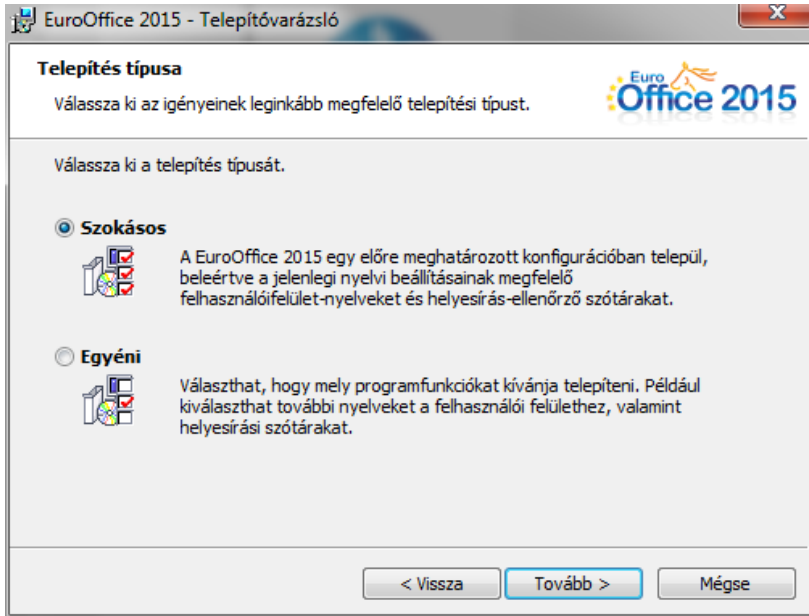 EuroOffice 2015 - Telepítővarázsló
Telepítés típusa
Válassza ki az igényeinek leginkább megfelelő telepítési típust.
Euro
Office 2015
Válassza ki a telepítés típusát.
Szokásos
A EuroOffice 2015 egy előre meghatározott konfigurációban települ,
beleértve a jelenlegi nyelvi beállításainak megfelelő
felhasználóifelület-nyelveket és helyesírás-ellenőrző szótárakat.
Egyéni
Választhat, hogy mely programfunkciókat kívánja telepíteni. Például
kiválaszthat további nyelveket a felhasználói felülethez, valamint
helyesírási szótárakat.
< Vissza
Tovább >
Mégse